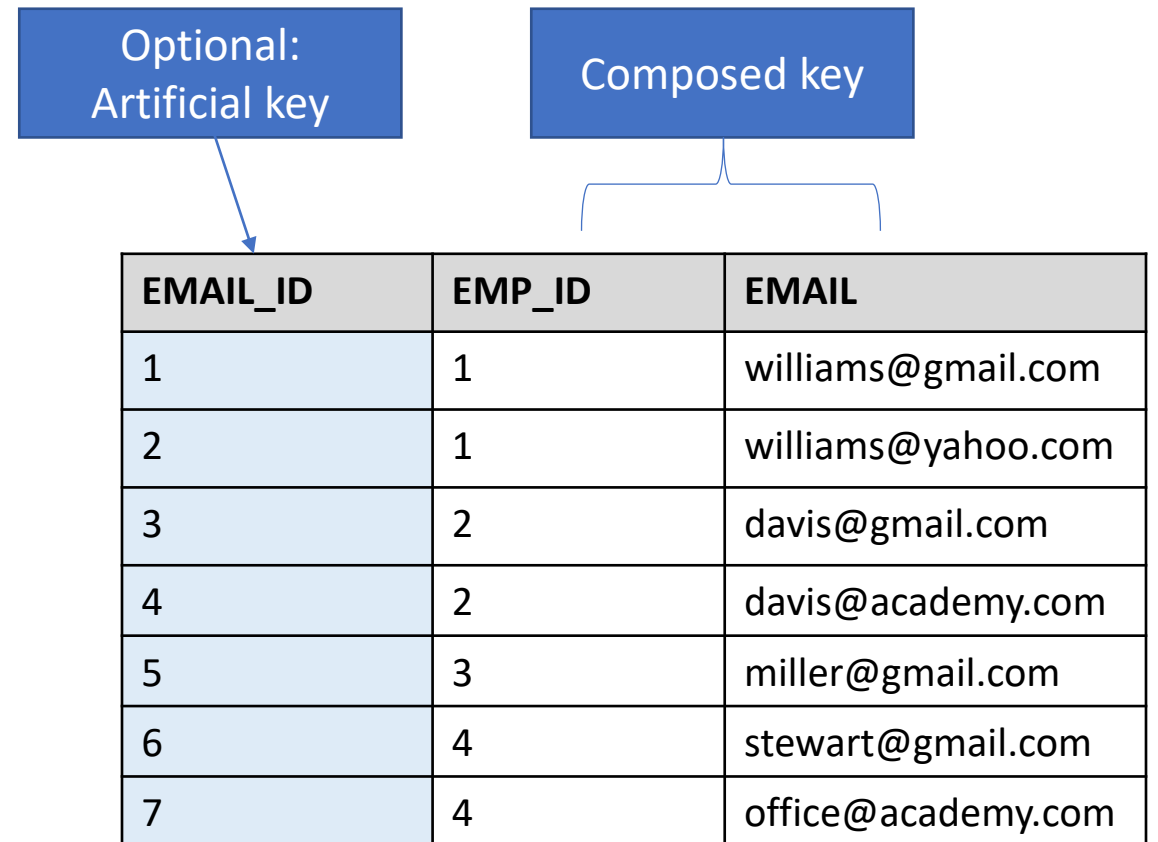 Optional:
Artificial key
Composed key
EMAIL_ID EMP_ID EMAIL
1 1 williams@gmail.com
2 1 williams@yahoo.com
3 2 davis@gmail.com
4 2 davis@academy.com
5 3 miller@gmail.com
6 4 stewart@gmail.com
7 4 office@academy.com